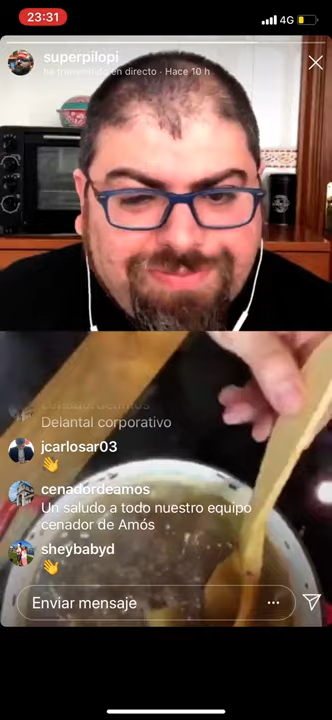 23:31
4G
superpilopi
ha transmitido en directo · Hace 10 h
cenadordeamos
Delantal corporativo
jcarlosar03
👋
cenadordeamos
Un saludo a todo nuestro equipo
cenador de Amós
sheybabyd
👋
Enviar mensaje